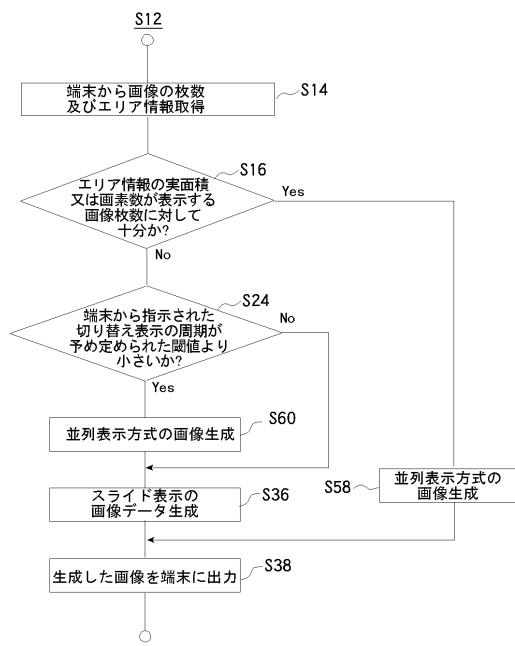 S12
端末から画像の枚数
及びエリア情報取得
S14
エリア情報の実面積
又は画素数が表示する
画像枚数に対して
十分か?
S16
Yes
No
端末から指示された
切り替え表示の周期が
予め定められた閾値より
小さいか?
S24
No
Yes
並列表示方式の画像生成
S60
スライド表示の
画像データ生成
S36
並列表示方式の
画像生成
S58
生成した画像を端末に出力
S38